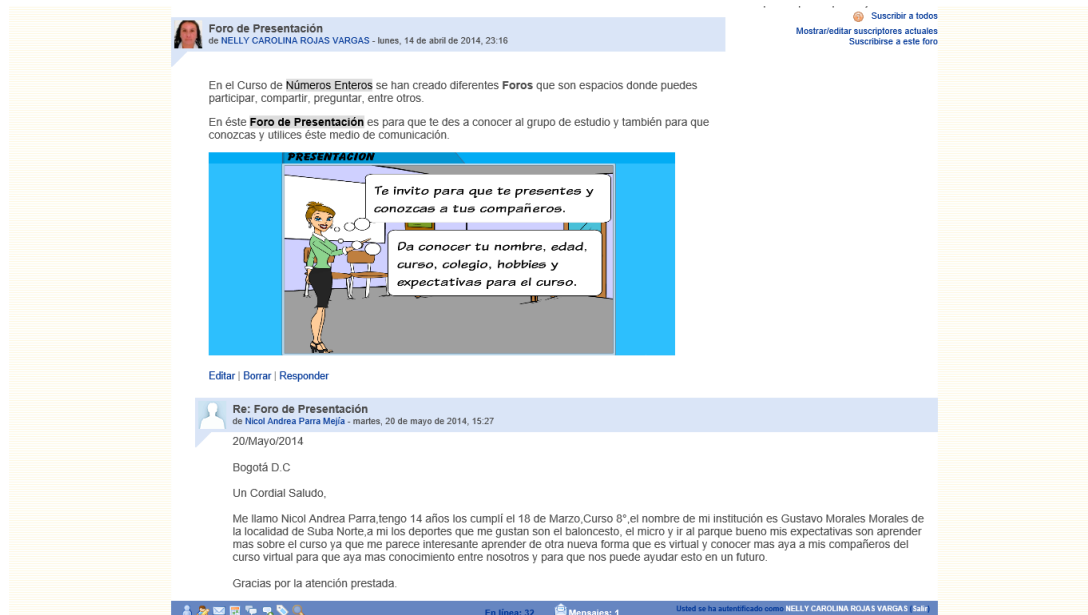 Suscribir a todos
Mostrar/editar suscriptores actuales
Suscribirse a este foro
Foro de Presentación
de NELLY CAROLINA ROJAS VARGAS - lunes, 14 de abril de 2014, 23:16
En el Curso de Números Enteros se han creado diferentes Foros que son espacios donde puedes
participar, compartir, preguntar, entre otros.
En éste Foro de Presentación es para que te des a conocer al grupo de estudio y también para que
conozcas y utilices éste medio de comunicación.
PRESENTACION
Te invito para que te presentes y
conozcas a tus compañeros.
Da conocer tu nombre, edad,
curso, colegio, hobbies y
expectativas para el curso.
Editar | Borrar | Responder
Re: Foro de Presentación
de Nicol Andrea Parra Mejía - martes, 20 de mayo de 2014, 15:27
20/Mayo/2014
Bogotá D.C
Un Cordial Saludo,
Me llamo Nicol Andrea Parra,tengo 14 años los cumplí el 18 de Marzo,Curso 8°,el nombre de mi institución es Gustavo Morales Morales de
la localidad de Suba Norte,a mi los deportes que me gustan son el baloncesto, el micro y ir al parque bueno mis expectativas son aprender
mas sobre el curso ya que me parece interesante aprender de otra nueva forma que es virtual y conocer mas aya a mis compañeros del
curso virtual para que aya mas conocimiento entre nosotros y para que nos puede ayudar esto en un futuro.
Gracias por la atención prestada.
En línea: 32 Mensajes: 1 Usted se ha autentificado como NELLY CAROLINA ROJAS VARGAS (Salir)